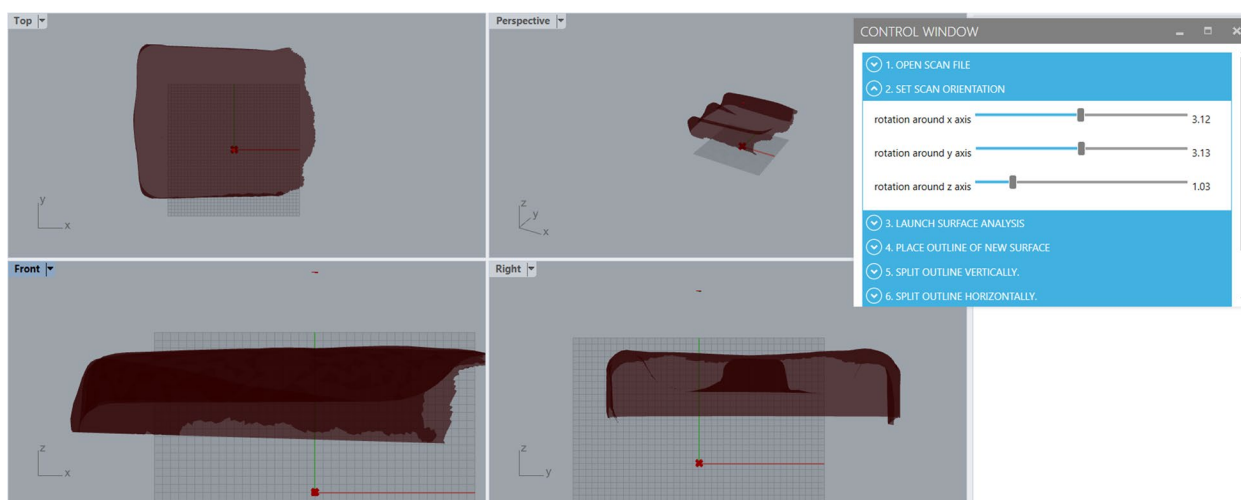 Top
Perspective
CONTROL WINDOW
1. OPEN SCAN FILE
2. SET SCAN ORIENTATION
rotation around x axis 3.12
rotation around y axis 3.13
rotation around z axis 1.03
3. LAUNCH SURFACE ANALYSIS
4. PLACE OUTLINE OF NEW SURFACE
5. SPLIT OUTLINE VERTICALLY.
6. SPLIT OUTLINE HORIZONTALLY.
y
x
z
y
x
Front
Right
z
x
z
y